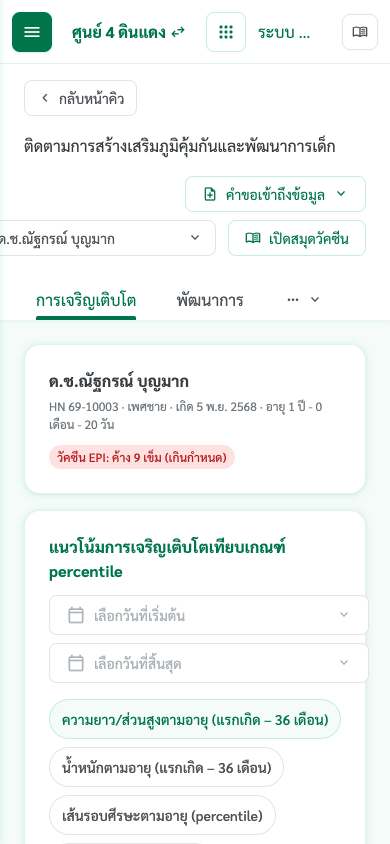 ศูนย์ 4 ดินแดง
ระบบ ...
กลับหน้าคิว
ติดตามการสร้างเสริมภูมิคุ้มกันและพัฒนาการเด็ก
คำขอเข้าถึงข้อมูล
ด.ช.ณัฐกรณ์ บุญมาก
เปิดสมุดวัคซีน
การเจริญเติบโต
พัฒนาการ
...
ด.ช.ณัฐกรณ์ บุญมาก
HN 69-10003 · เพศชาย · เกิด 5 พ.ย. 2568 · อายุ 1 ปี - 0
เดือน - 20 วัน
วัคซีน EPI: ค้าง 9 เข็ม (เกินกำหนด)
แนวโน้มการเจริญเติบโตเทียบเกณฑ์
percentile
เลือกวันที่เริ่มต้น
เลือกวันที่สิ้นสุด
ความยาว/ส่วนสูงตามอายุ (แรกเกิด – 36 เดือน)
น้ำหนักตามอายุ (แรกเกิด – 36 เดือน)
เส้นรอบศีรษะตามอายุ (percentile)